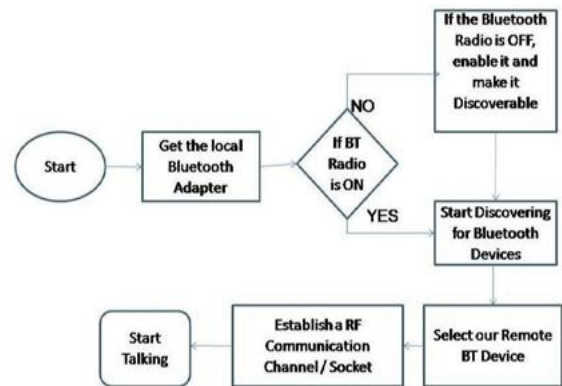 Start
Get the local
Bluetooth
Adapter
If BT
Radio
is ON
NO
YES
If the Bluetooth
Radio is OFF,
enable it and
make it
Discoverable
Start Discovering
for Bluetooth
Devices
Select our Remote
BT Device
Establish a RF
Communication
Channel / Socket
Start
Talking